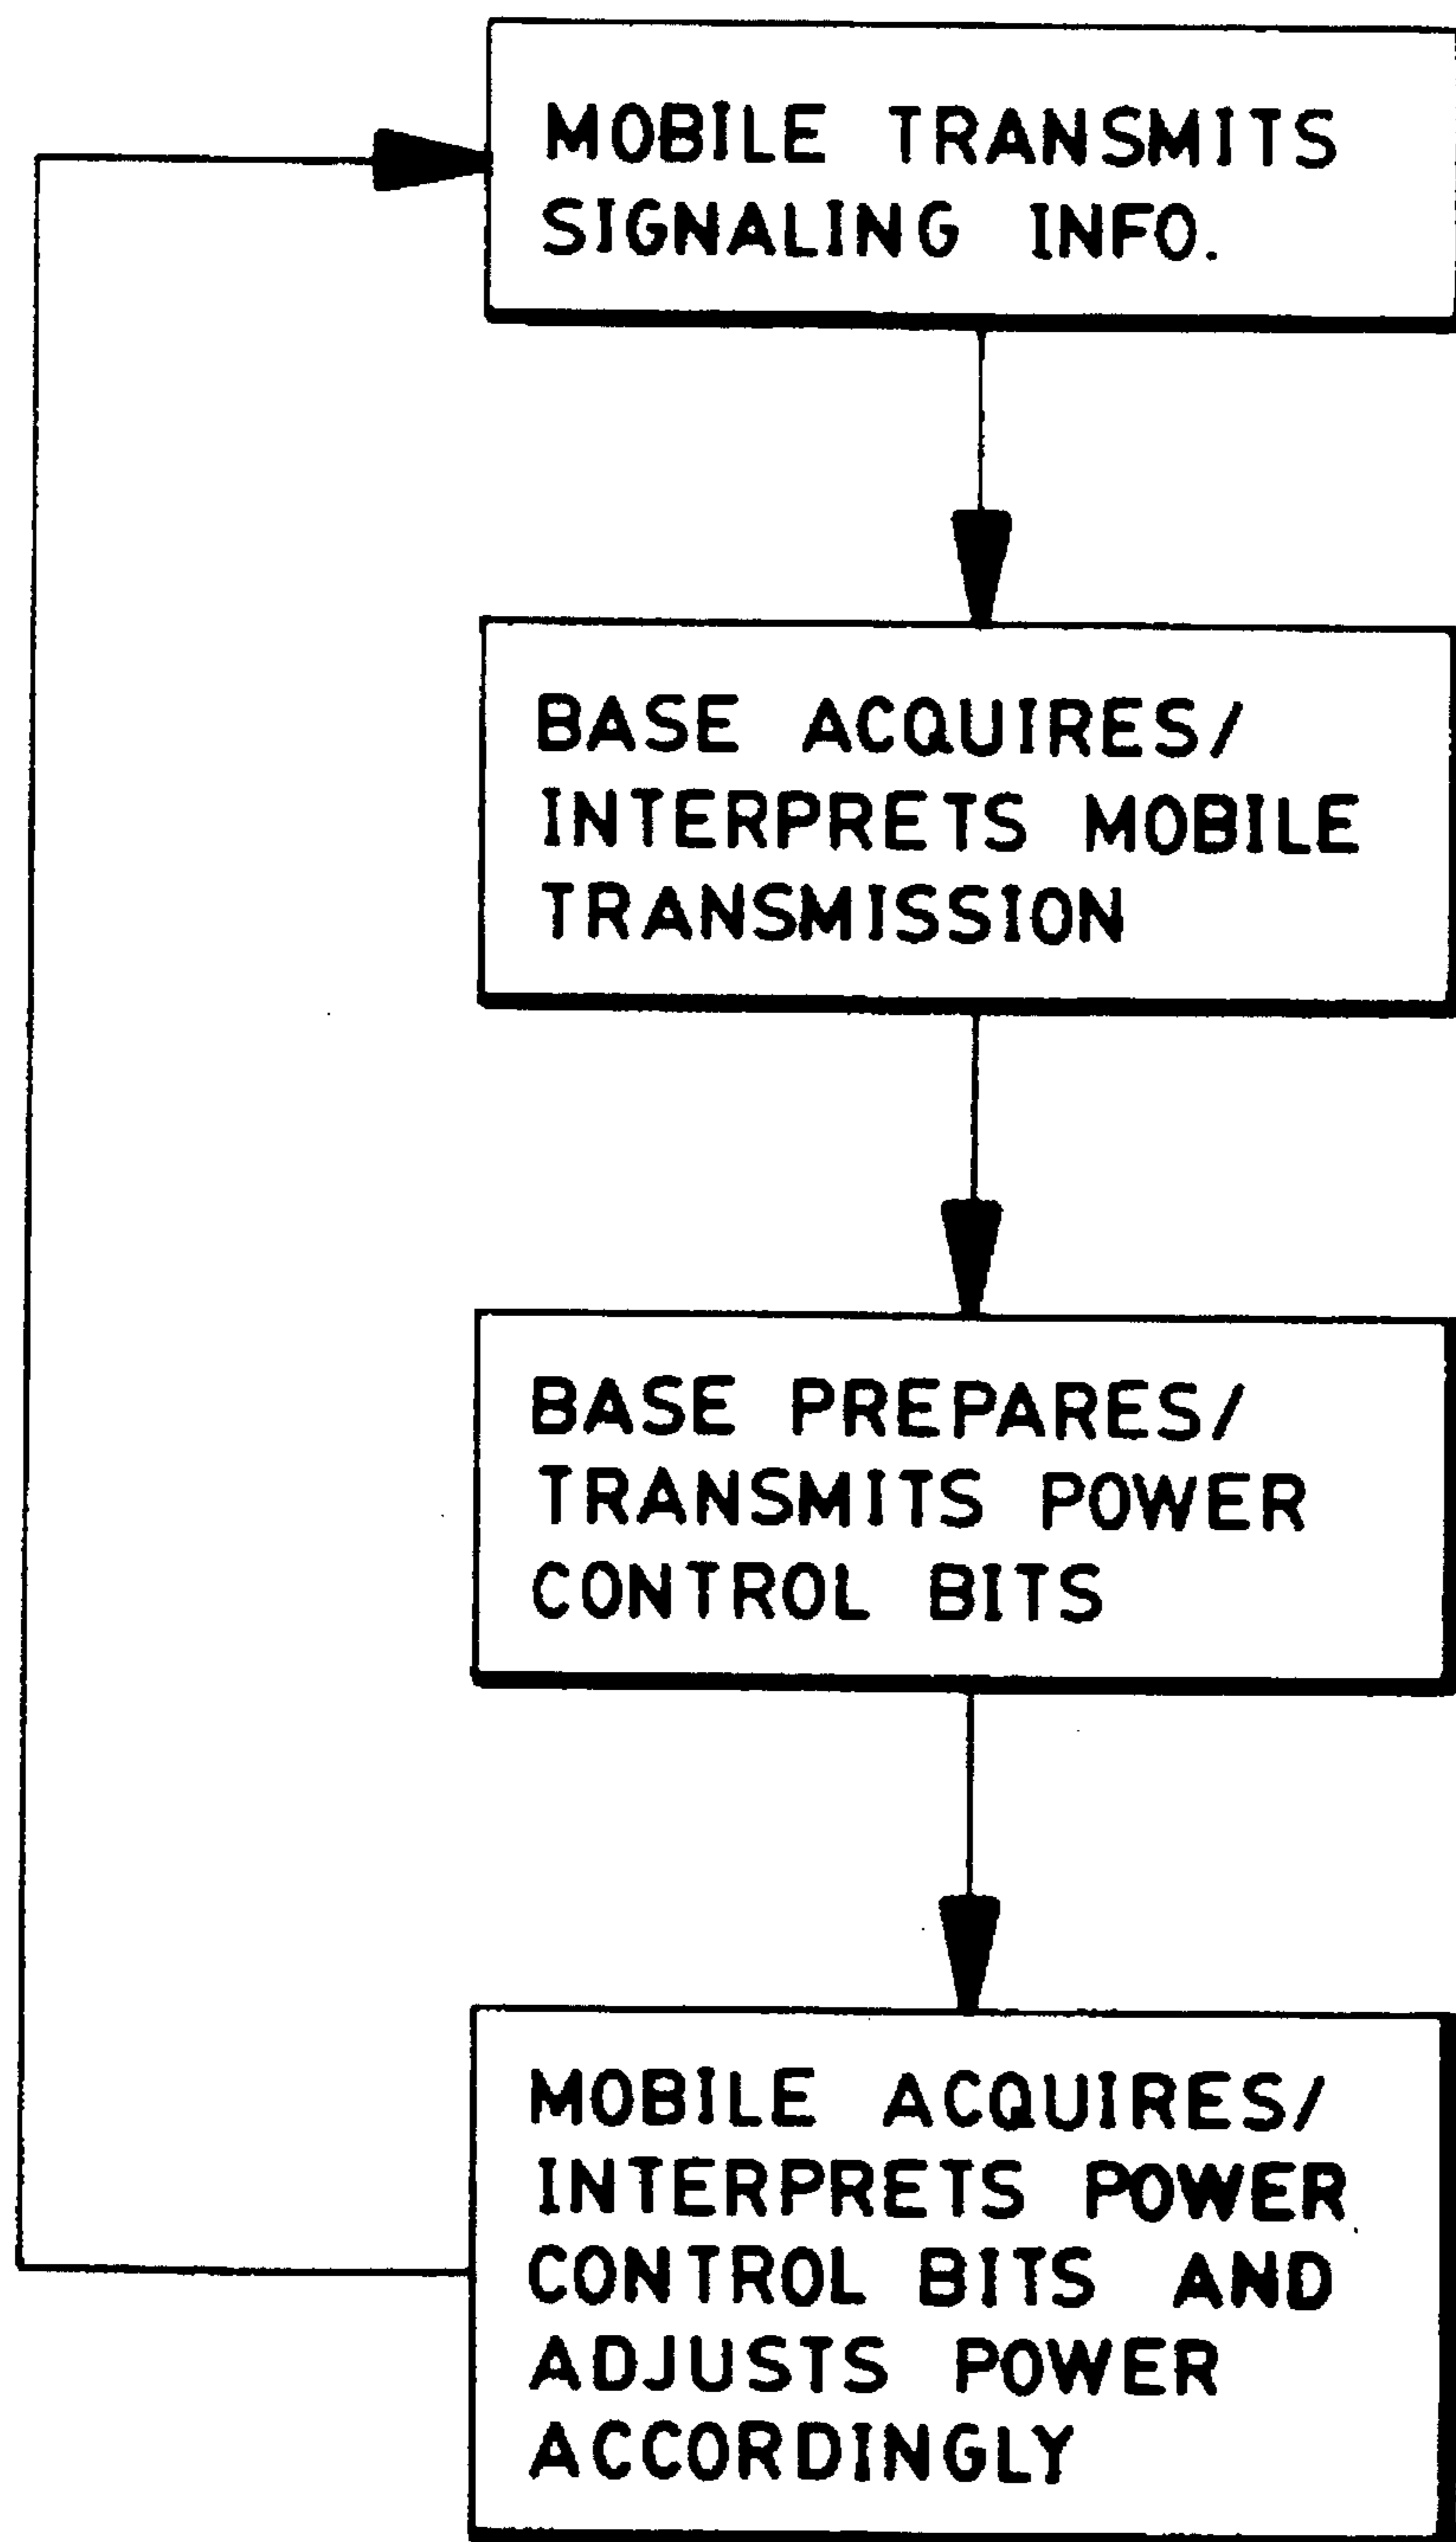 MOBILE TRANSMITS
SIGNALING INFO.
BASE ACQUIRES/
INTERPRETS MOBILE
TRANSMISSION
BASE PREPARES/
TRANSMITS POWER
CONTROL BITS
MOBILE ACQUIRES/
INTERPRETS POWER
CONTROL BITS AND
ADJUSTS POWER
ACCORDINGLY